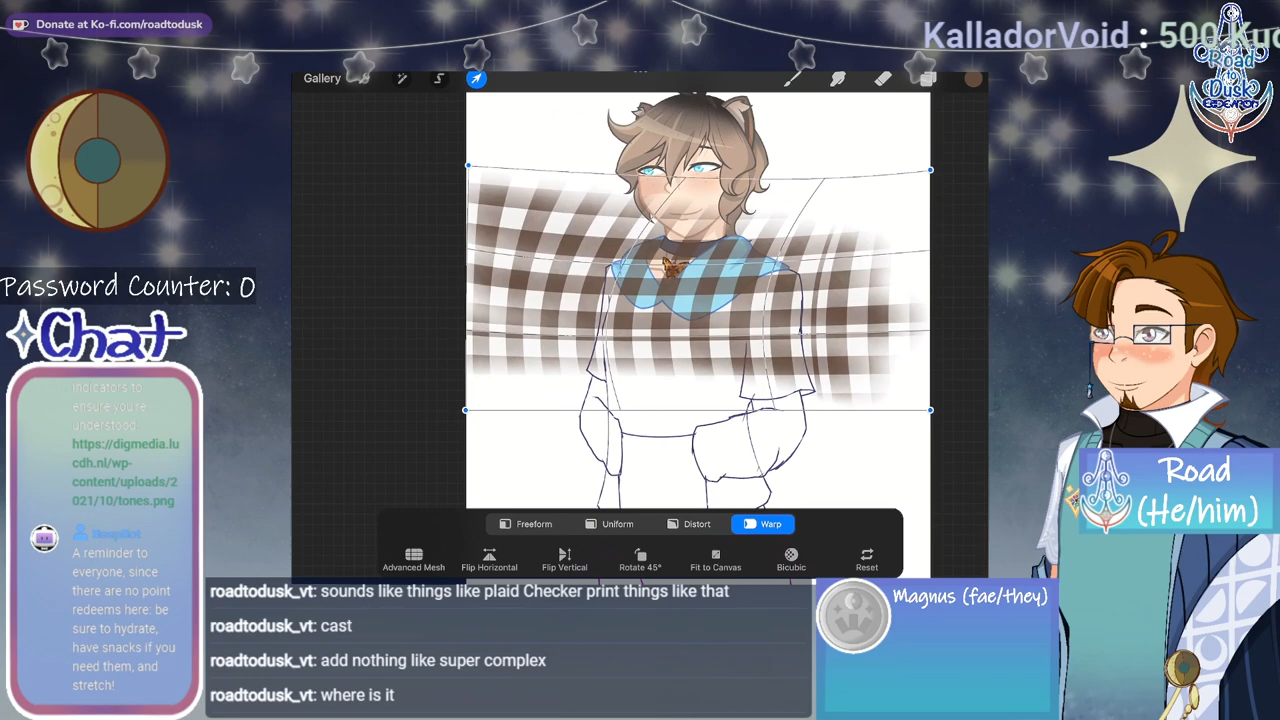 Donate at Ko-fi.com/roadtodusk
KalladorVoid : 500
Road
to
Dusk
Gallery
Password Counter: 0
Chat
indicators to
ensure you're
understood.
https://digmedia.lu
cdh.nl/wp-
content/uploads/2
021/10/tones.png
A reminder to
everyone, since
there are no point
redeems here: be
sure to hydrate,
have snacks if you
need them, and
stretch!
Freeform
Uniform
Distort
Warp
Advanced Mesh
Flip Horizontal
Flip Vertical
Rotate 45°
Fit to Canvas
Bicubic
Reset
roadtodusk_vt: sounds like things like plaid Checker print things like that
roadtodusk_vt: cast
roadtodusk_vt: add nothing like super complex
roadtodusk_vt: where is it
Magnus (fae/they)
Road
(He/him)